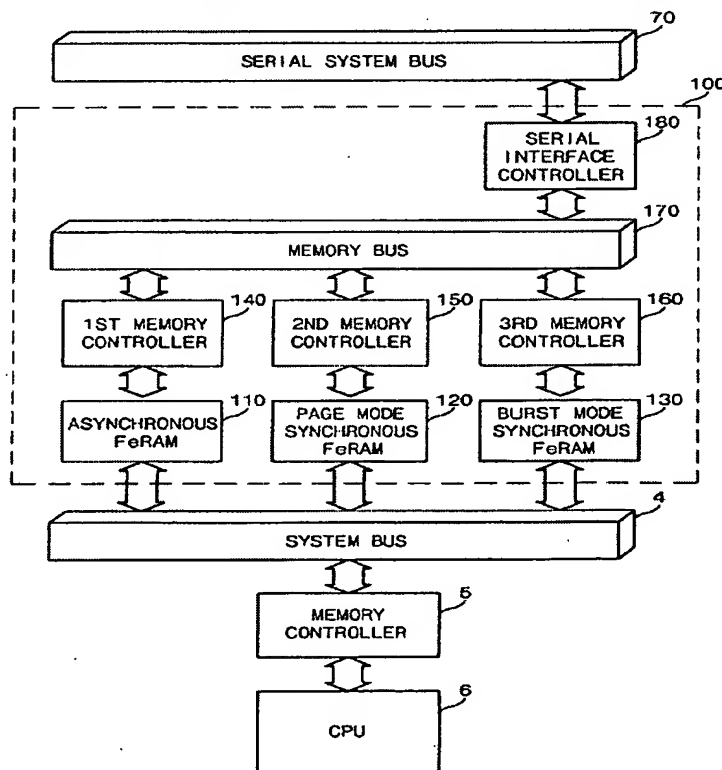 70
SERIAL SYSTEM BUS
100
180
SERIAL
INTERFACE
CONTROLLER
170
MEMORY BUS
140
1ST MEMORY
CONTROLLER
150
2ND MEMORY
CONTROLLER
160
3RD MEMORY
CONTROLLER
110
ASYNCHRONOUS
FeRAM
120
PAGE MODE
SYNCHRONOUS
FeRAM
130
BURST MODE
SYNCHRONOUS
FeRAM
4
SYSTEM BUS
5
MEMORY
CONTROLLER
6
CPU